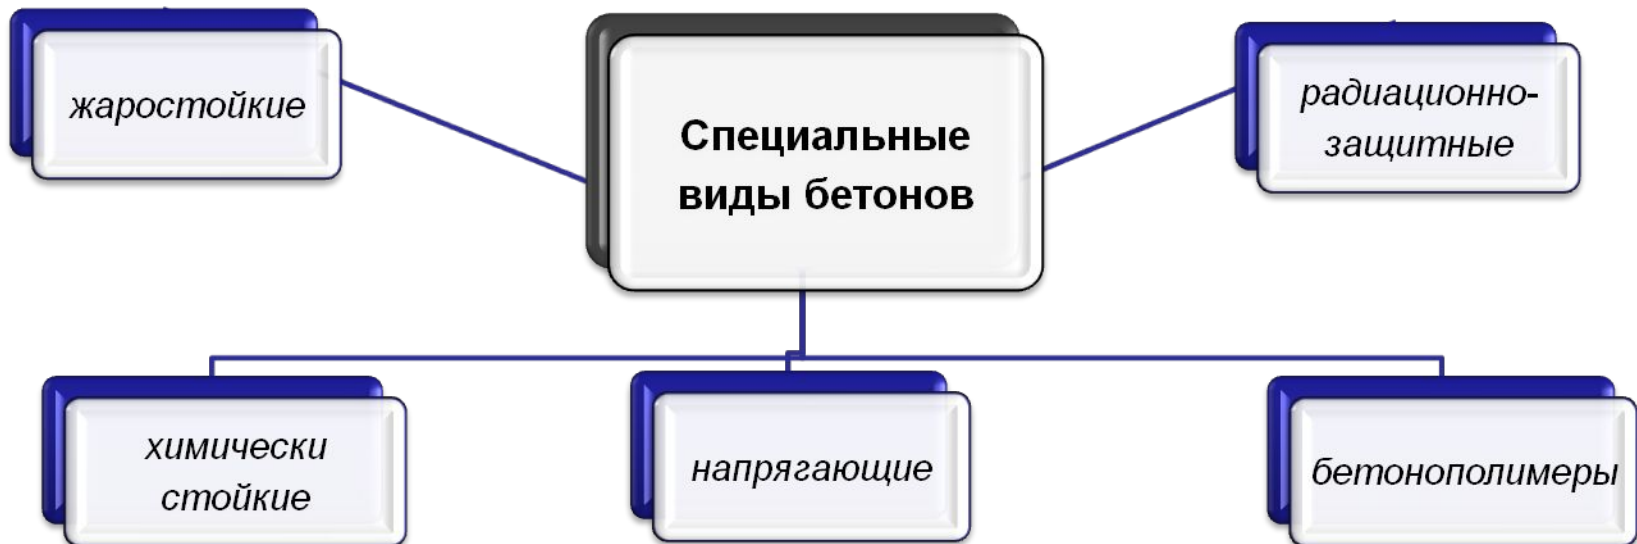 жаростойкие
Специальные
виды бетонов
радиационно-
защитные
химически
стойкие
напрягающие
бетонополимеры